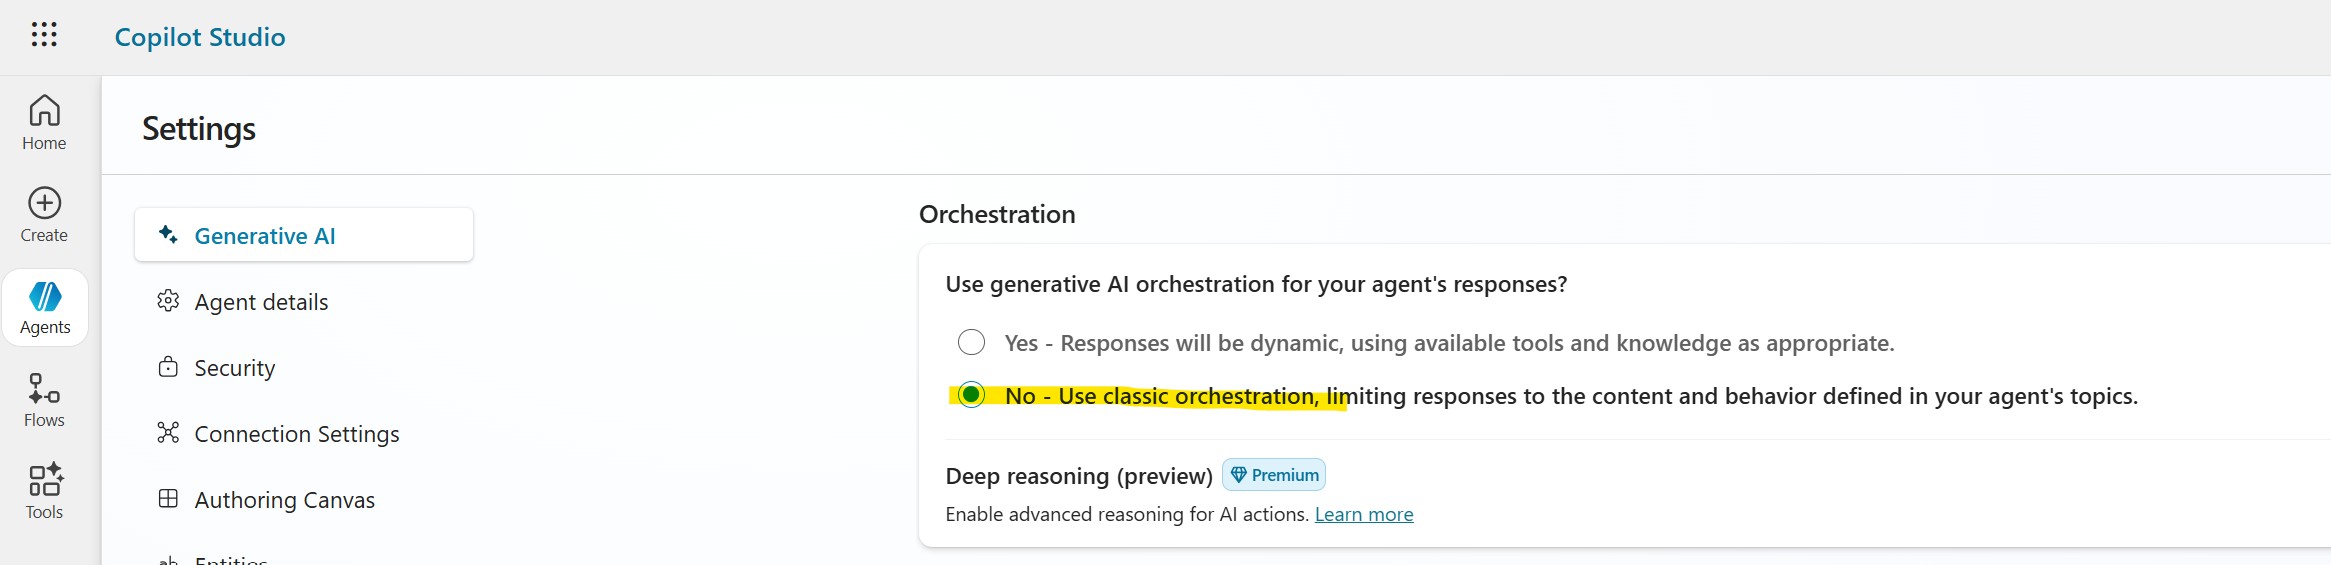 Copilot Studio
Home
Create
Agents
Flows
Tools
Settings
Generative AI
Agent details
Security
Connection Settings
Authoring Canvas
Entities
Orchestration
Use generative AI orchestration for your agent's responses?
Yes - Responses will be dynamic, using available tools and knowledge as appropriate.
No - Use classic orchestration, limiting responses to the content and behavior defined in your agent's topics.
Deep reasoning (preview) Premium
Enable advanced reasoning for AI actions. Learn more